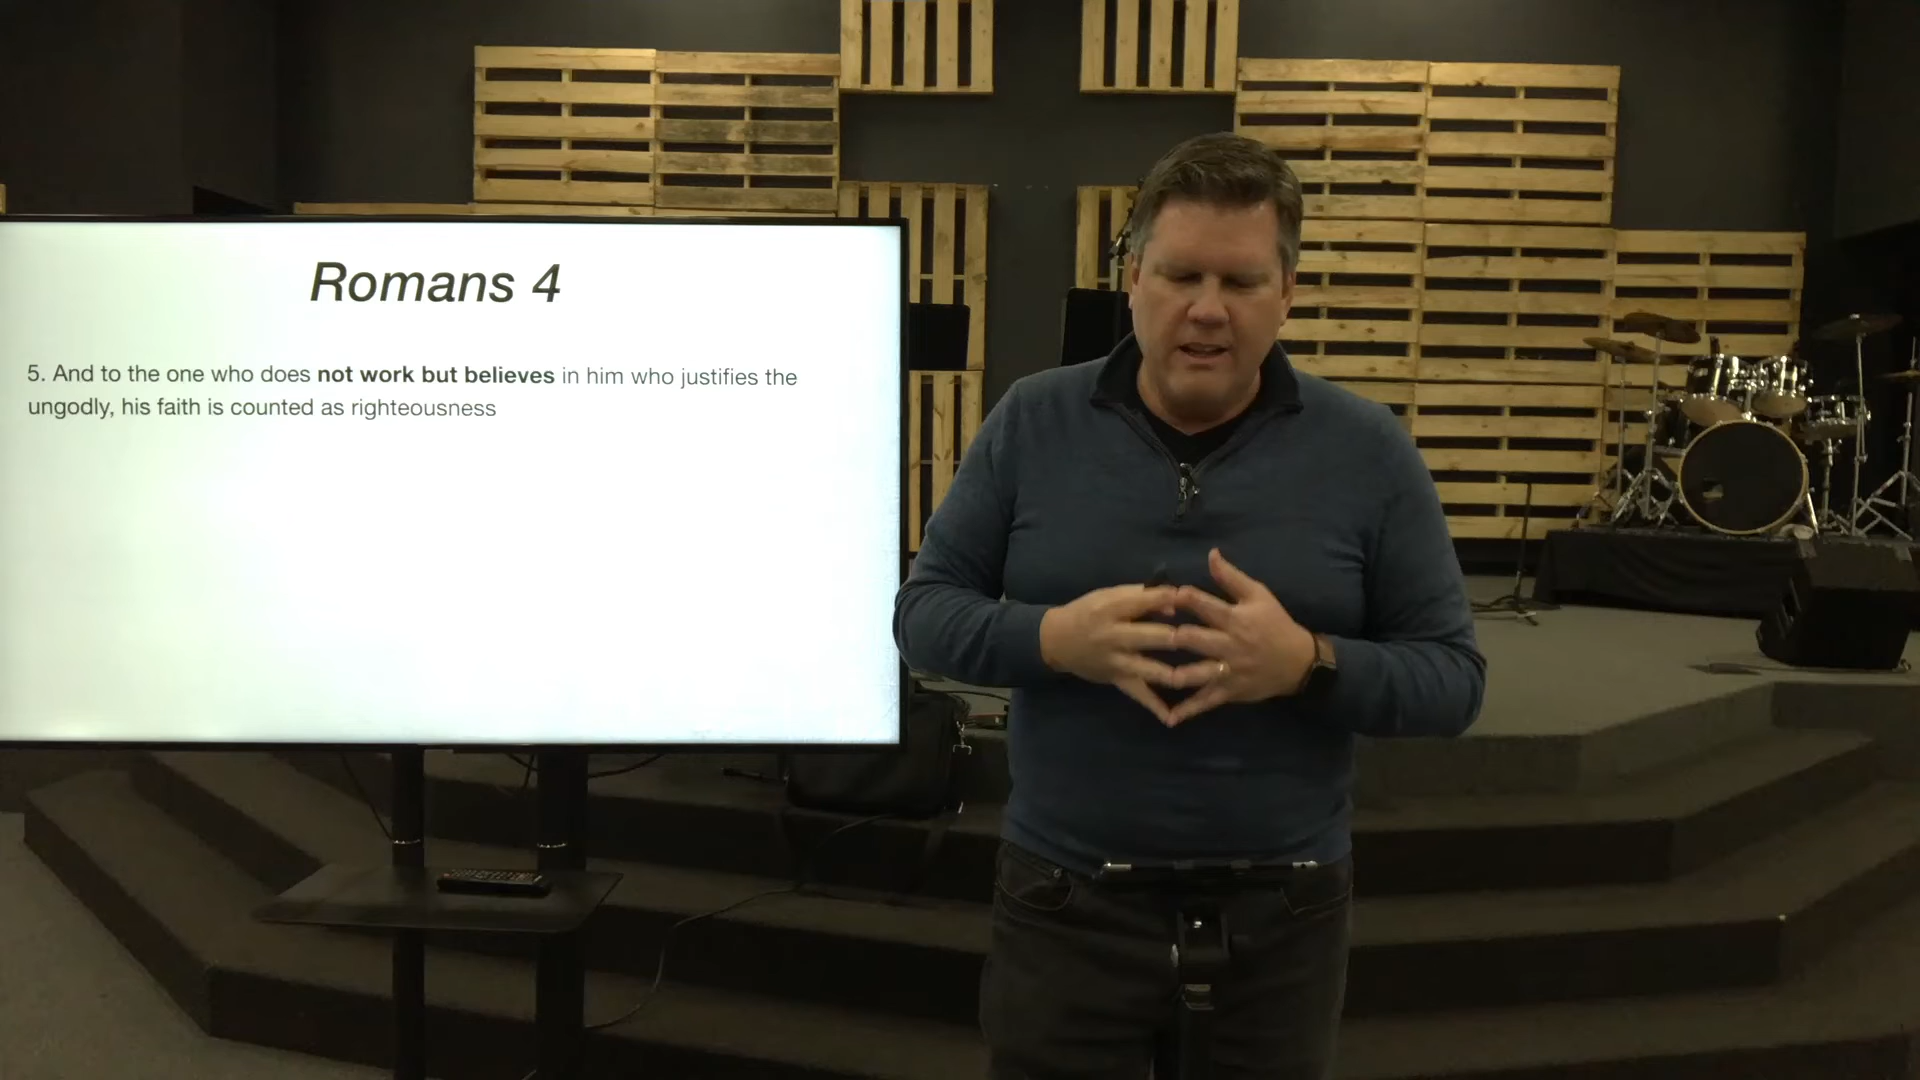 Romans 4
5. And to the one who does not work but believes in him who justifies the
ungodly, his faith is counted as righteousness